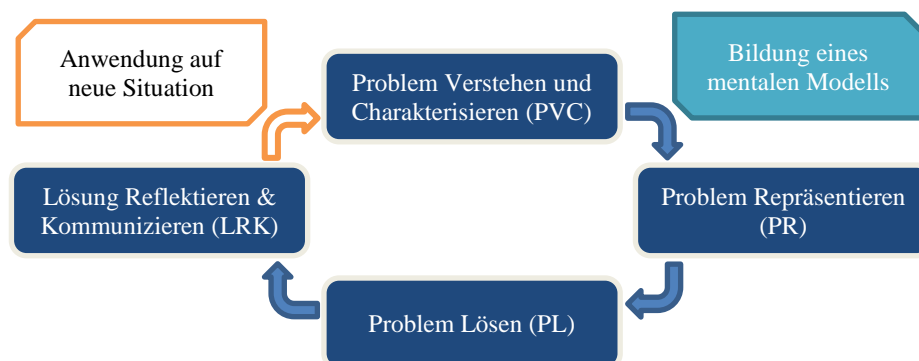 Anwendung auf
neue Situation
Problem Verstehen und
Charakterisieren (PVC)
Bildung eines
mentalen Modells
Lösung Reflektieren &
Kommunizieren (LRK)
Problem Repräsentieren
(PR)
Problem Lösen (PL)